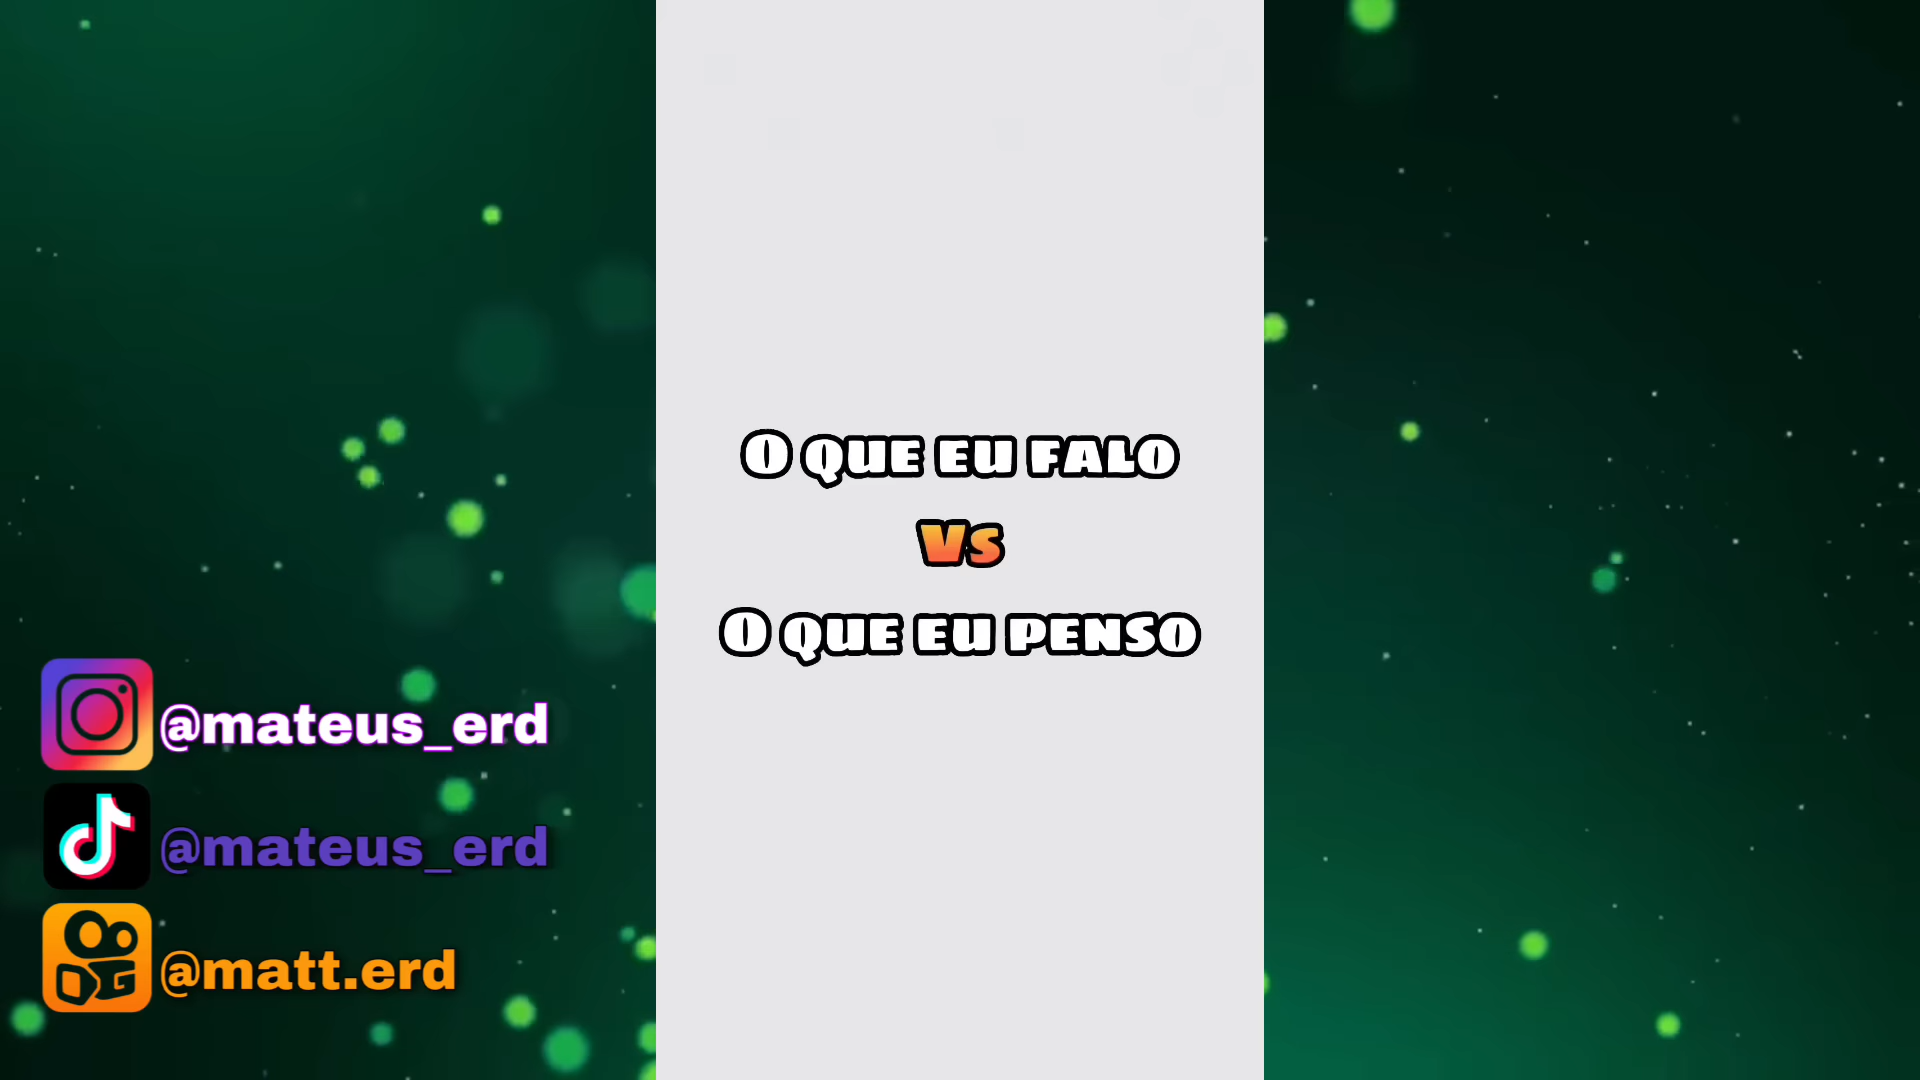 O que eu falo
Vs
O que eu penso
@mateus_erd
@mateus_erd
@matt.erd